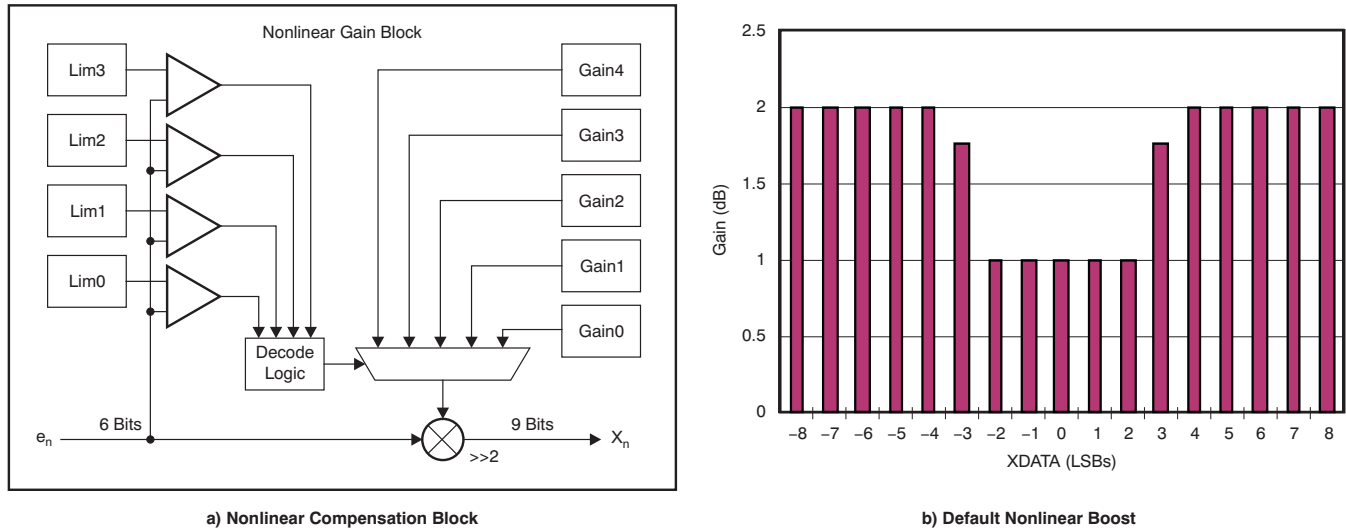 Nonlinear Gain Block
Lim3
Lim2
Lim1
Lim0
Gain4
Gain3
Gain2
Gain1
Gain0
Decode
Logic
6 Bits
9 Bits
en
Xn
>>2
a) Nonlinear Compensation Block
2.5
2
1.5
1
0.5
0
Gain (dB)
–8 –7 –6 –5 –4 –3 –2 –1 0 1 2 3 4 5 6 7 8
XDATA (LSBs)
b) Default Nonlinear Boost